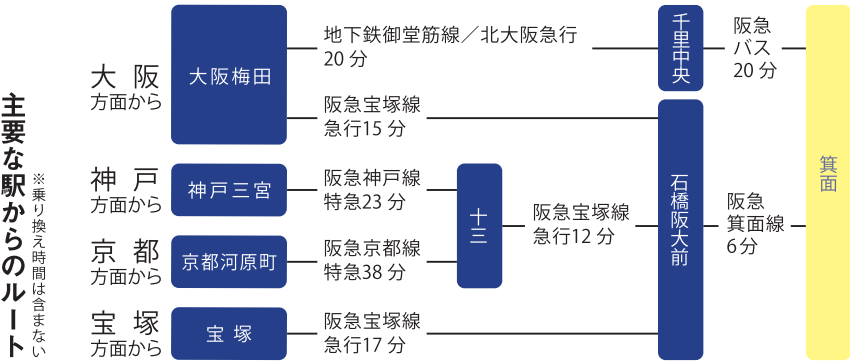 主要な駅からのルート
※乗り換え時間は含まない
大阪
方面から
大阪梅田
地下鉄御堂筋線／北大阪急行
20 分
千里中央
阪急
バス
20 分
阪急宝塚線
急行15 分
神戸
方面から
神戸三宮
阪急神戸線
特急23 分
京都
方面から
京都河原町
阪急京都線
特急38 分
十三
阪急宝塚線
急行12 分
宝塚
方面から
宝塚
阪急宝塚線
急行17 分
石橋阪大前
阪急
箕面線
6分
箕面